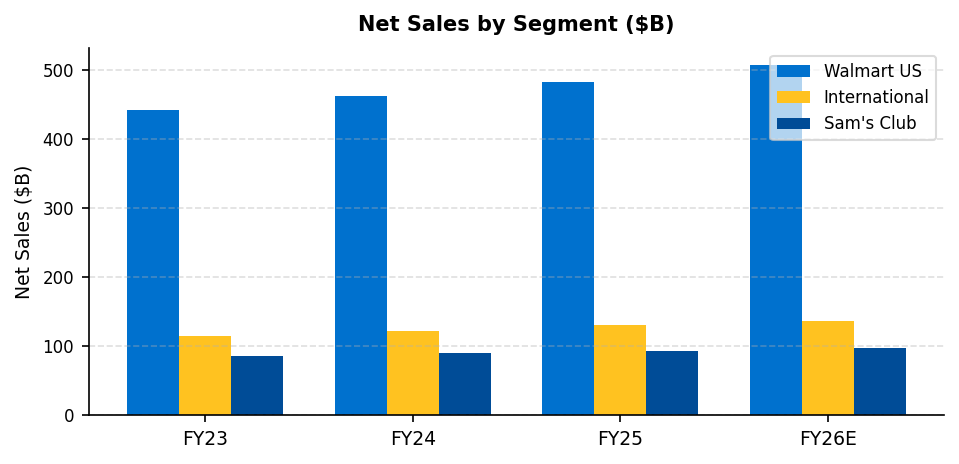 Net Sales by Segment ($B)
Net Sales ($B)
500
400
300
200
100
0
Walmart US
International
Sam's Club
FY23
FY24
FY25
FY26E